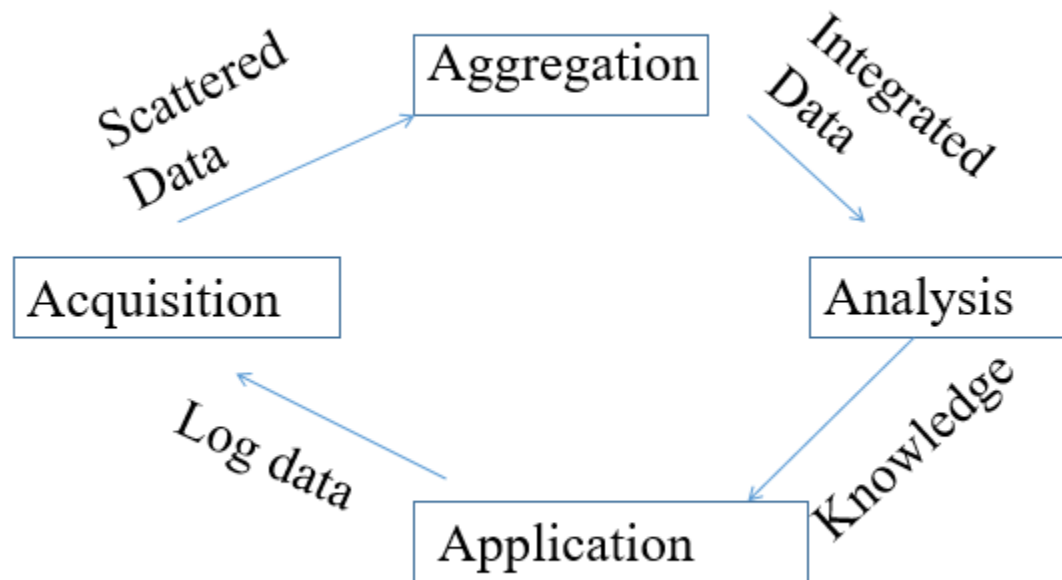 Scattered
Data
Aggregation
Integrated
Data
Acquisition
Analysis
Log data
Knowledge
Application